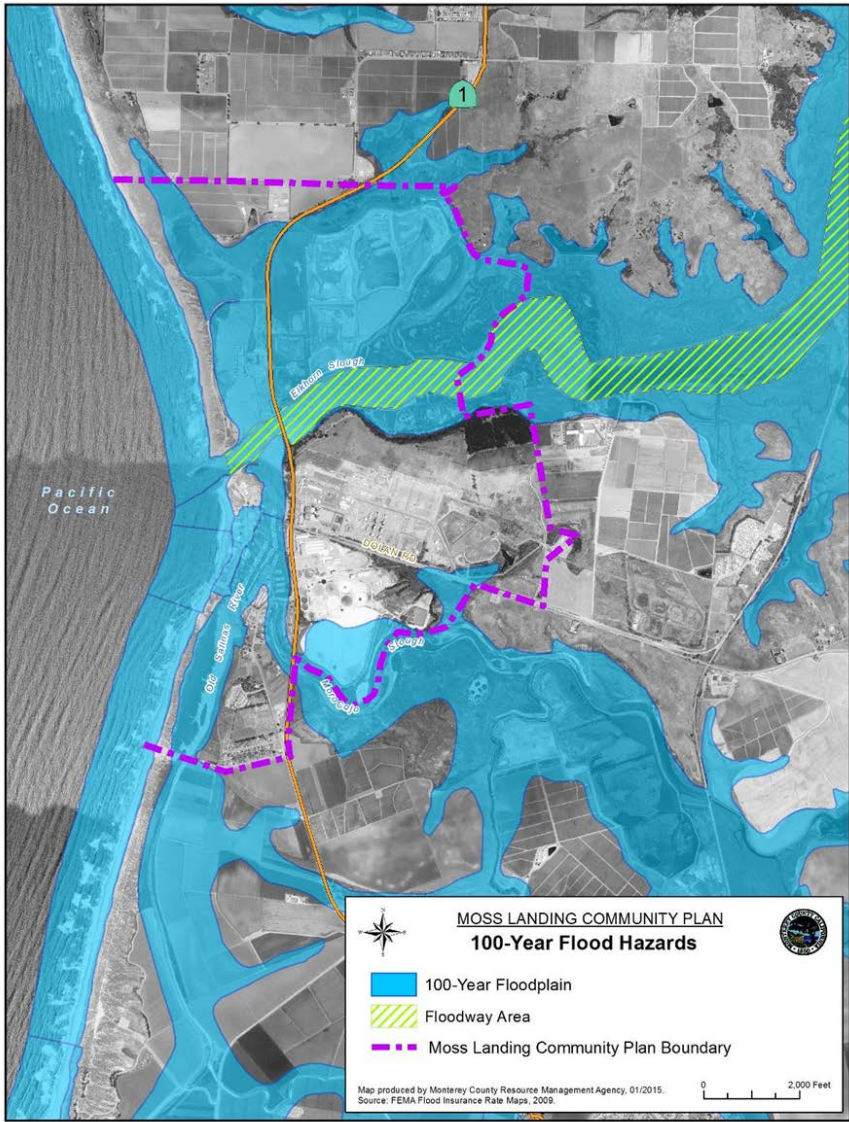 1
Elkhorn Slough
Pacific
Ocean
DOLAN RD
Old Salinas River
Moro Cojo
Slough
MOSS LANDING COMMUNITY PLAN
100-Year Flood Hazards
N
100-Year Floodplain
Floodway Area
Moss Landing Community Plan Boundary
Map produced by Monterey County Resource Management Agency, 01/2015.
Source: FEMA Flood Insurance Rate Maps, 2009.
0 2,000 Feet